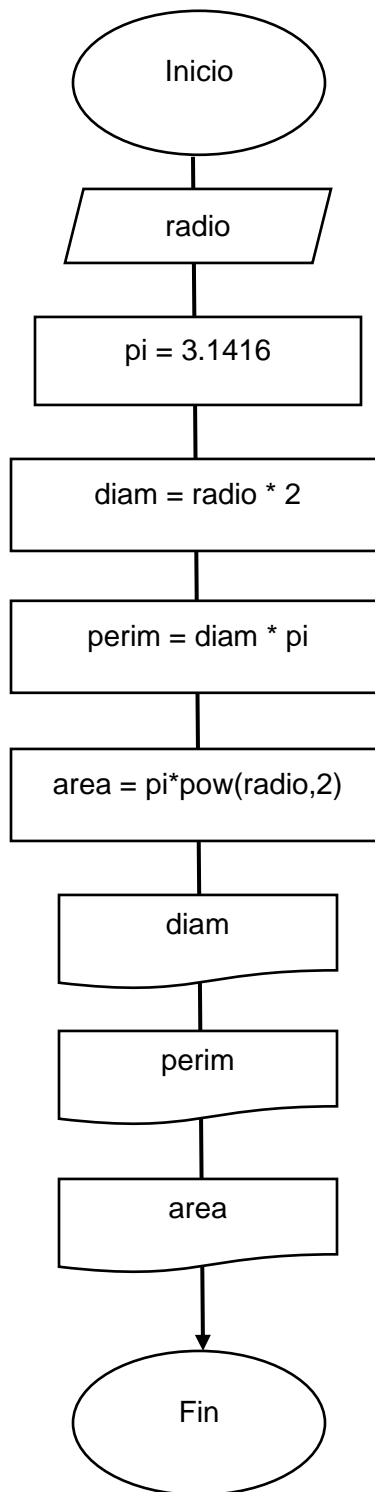 Inicio
radio
pi = 3.1416
diam = radio * 2
perim = diam * pi
area = pi*pow(radio,2)
diam
perim
area
Fin